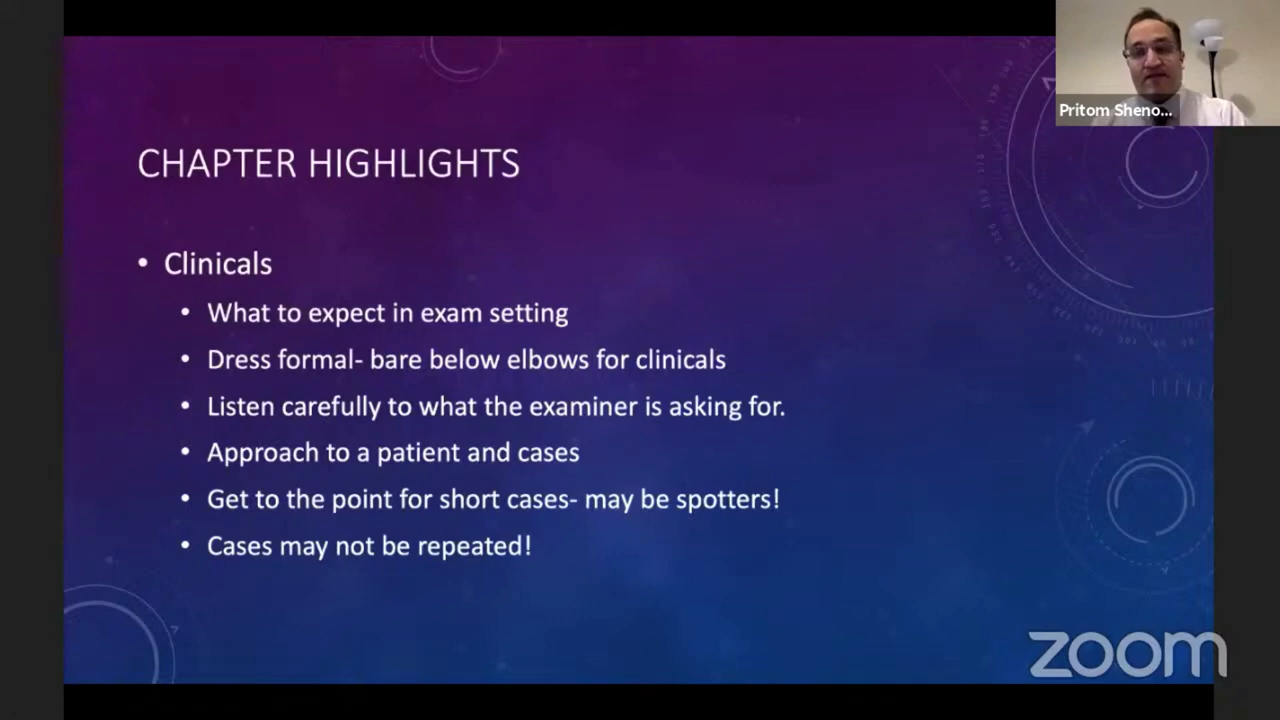 Pritom Sheno...
CHAPTER HIGHLIGHTS
• Clinicals
• What to expect in exam setting
• Dress formal- bare below elbows for clinicals
• Listen carefully to what the examiner is asking for.
• Approach to a patient and cases
• Get to the point for short cases- may be spotters!
• Cases may not be repeated!
zoom